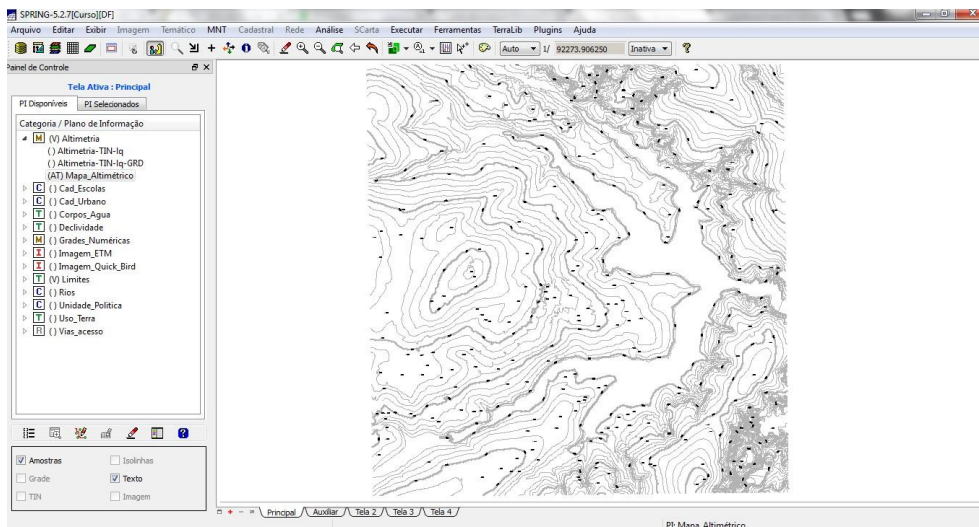 SPRING-5.2.7[Curso][DF]
Arquivo Editar Exibir Imagem Temático MNT Cadastral Rede Análise SCarta Executar Ferramentas TerraLib Plugins Ajuda
Auto 1/ 92273.906250 Inativa
Painel de Controle
Tela Ativa : Principal
PI Disponíveis PI Selecionados
Categoria / Plano de Informação
M (V) Altimetria
( ) Altimetria-TIN-lq
( ) Altimetria-TIN-lq-GRD
(AT) Mapa_Altimétrico
C ( ) Cad_Escolas
C ( ) Cad_Urbano
T ( ) Corpos_Agua
T ( ) Declividade
M ( ) Grades_Numéricas
I ( ) Imagem_ETM
I ( ) Imagem_Quick_Bird
T (V) Limites
C ( ) Rios
C ( ) Unidade_Politica
T ( ) Uso_Terra
R ( ) Vias_acesso
Amostras Isolinhas
Grade Texto
TIN Imagem
Principal Auxiliar Tela 2 Tela 3 Tela 4
PI: Mapa_Altimétrico